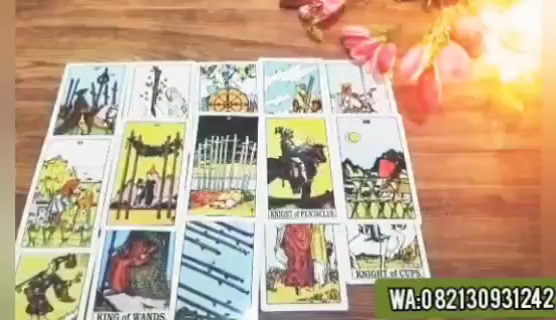 KNIGHT of PENTACLES.
KING of WANDS.
KNIGHT of CUPS.
WA:082130931242